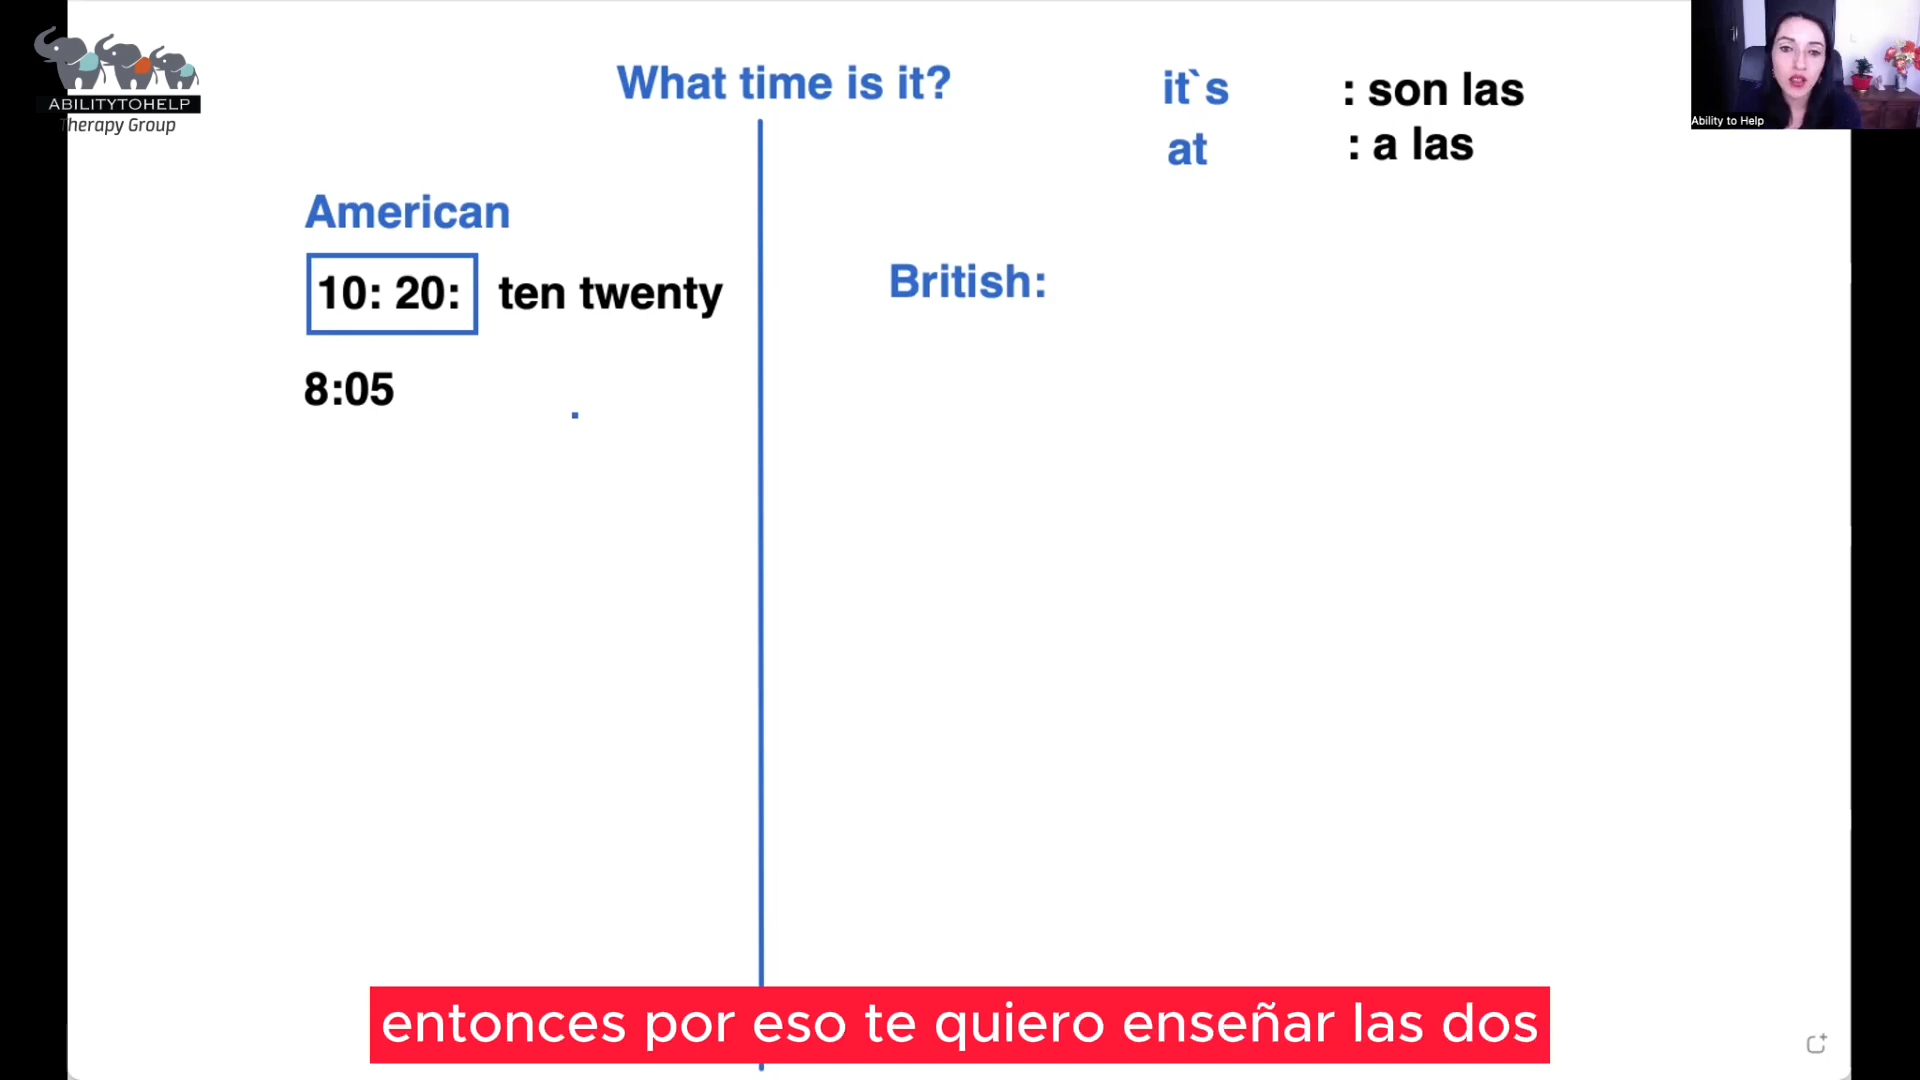 ABILITYTOHELP
Therapy Group
What time is it?
it`s : son las
at : a las
Ability to Help
American
10: 20: ten twenty
British:
8:05 .
entonces por eso te quiero enseñar las dos